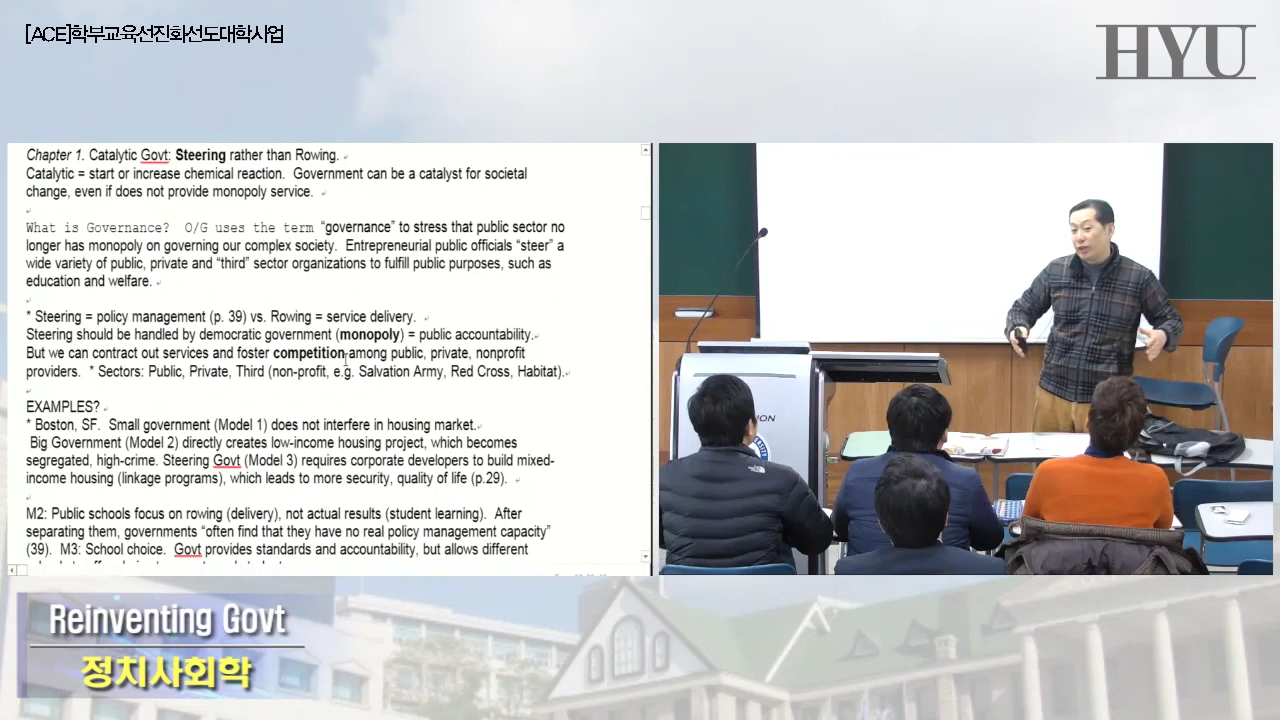 [ACE]학부교육선진화선도대학사업
HYU
Chapter 1. Catalytic Govt: Steering rather than Rowing.
Catalytic = start or increase chemical reaction. Government can be a catalyst for societal
change, even if does not provide monopoly service.
What is Governance? O/G uses the term “governance” to stress that public sector no
longer has monopoly on governing our complex society. Entrepreneurial public officials “steer” a
wide variety of public, private and “third” sector organizations to fulfill public purposes, such as
education and welfare.
* Steering = policy management (p. 39) vs. Rowing = service delivery.
Steering should be handled by democratic government (monopoly) = public accountability.
But we can contract out services and foster competition among public, private, nonprofit
providers. * Sectors: Public, Private, Third (non-profit, e.g. Salvation Army, Red Cross, Habitat).
EXAMPLES?
* Boston, SF. Small government (Model 1) does not interfere in housing market.
Big Government (Model 2) directly creates low-income housing project, which becomes
segregated, high-crime. Steering Govt (Model 3) requires corporate developers to build mixed-
income housing (linkage programs), which leads to more security, quality of life (p.29).
M2: Public schools focus on rowing (delivery), not actual results (student learning). After
separating them, governments “often find that they have no real policy management capacity”
(39). M3: School choice. Govt provides standards and accountability, but allows different
Reinventing Govt
정치사회학